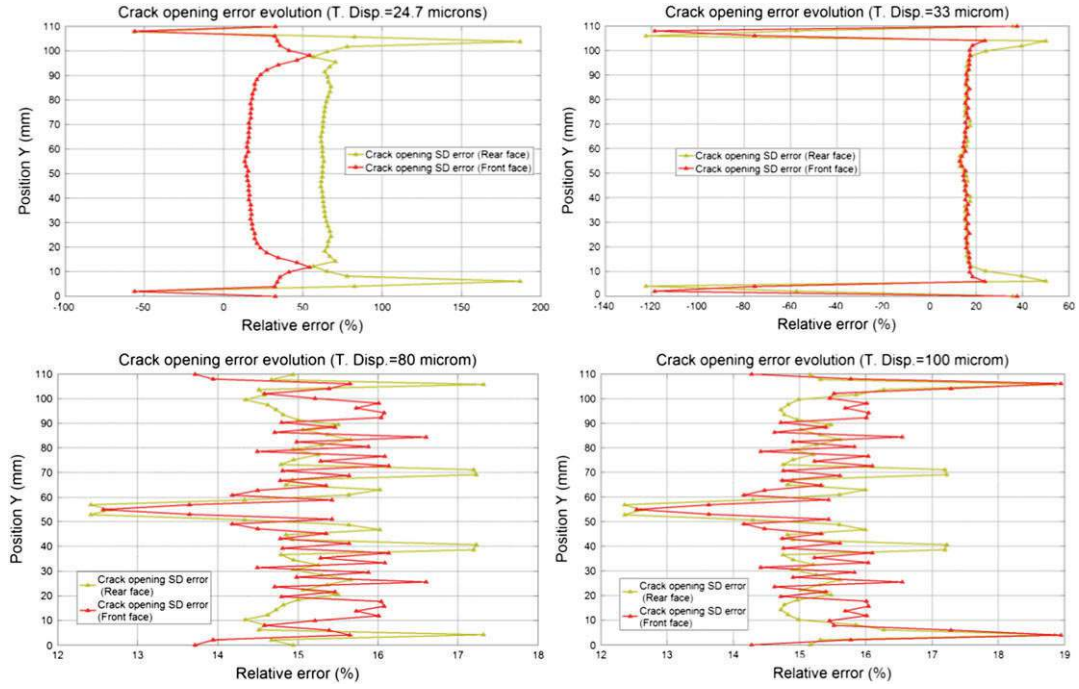 Crack opening error evolution (T. Disp.=24.7 microns)
110
100
90
80
70
60
50
40
30
20
10
0
Position Y (mm)
Crack opening SD error (Rear face)
Crack opening SD error (Front face)
-100 -50 0 50 100 150 200
Relative error (%)
Crack opening error evolution (T. Disp.=33 microm)
110
100
90
80
70
60
50
40
30
20
10
0
Position Y (mm)
Crack opening SD error (Rear face)
Crack opening SD error (Front face)
-140 -120 -100 -80 -60 -40 -20 0 20 40 60
Relative error (%)
Crack opening error evolution (T. Disp.=80 microm)
110
100
90
80
70
60
50
40
30
20
10
0
Position Y (mm)
Crack opening SD error
(Rear face)
Crack opening SD error
(Front face)
12 13 14 15 16 17 18
Relative error (%)
Crack opening error evolution (T. Disp.=100 microm)
110
100
90
80
70
60
50
40
30
20
10
0
Position Y (mm)
Crack opening SD error
(Rear face)
Crack opening SD error
(Front face)
12 13 14 15 16 17 18 19
Relative error (%)